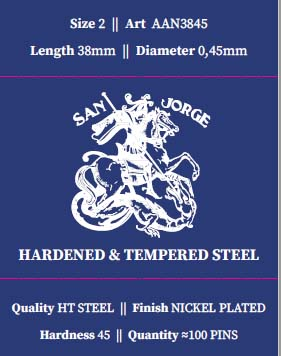 Size 2 || Art AAN3845
Length 38mm || Diameter 0,45mm
SAN JORGE
HARDENED & TEMPERED STEEL
Quality HT STEEL || Finish NICKEL PLATED
Hardness 45 || Quantity ≈100 PINS